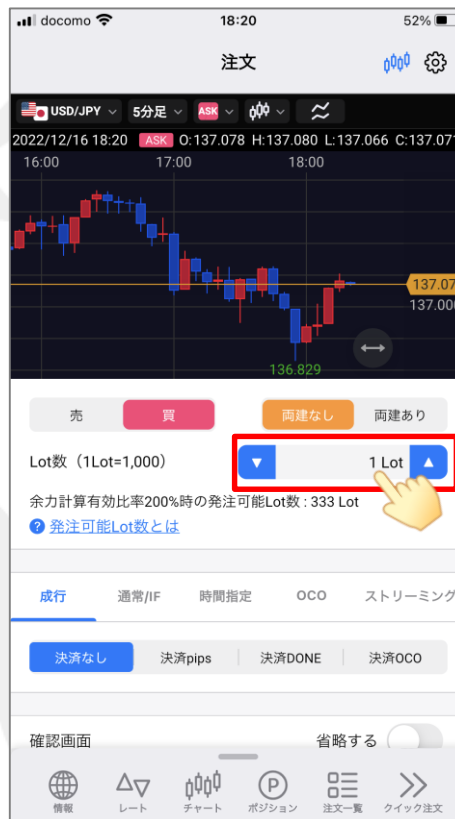 docomo 18:20 52%
注文
USD/JPY 5分足 ASK
2022/12/16 18:20 ASK O:137.078 H:137.080 L:137.066 C:137.071
16:00 17:00 18:00
137.07
137.000
136.829
売 買 両建なし 両建あり
Lot数（1Lot=1,000） ▼ 1 Lot ▲
余力計算有効比率200%時の発注可能Lot数 : 333 Lot
? 発注可能Lot数とは
成行 通常/IF 時間指定 OCO ストリーミング
決済なし 決済pips 決済DONE 決済OCO
確認画面 省略する
P
情報 レート チャート ポジション 注文一覧 クイック注文